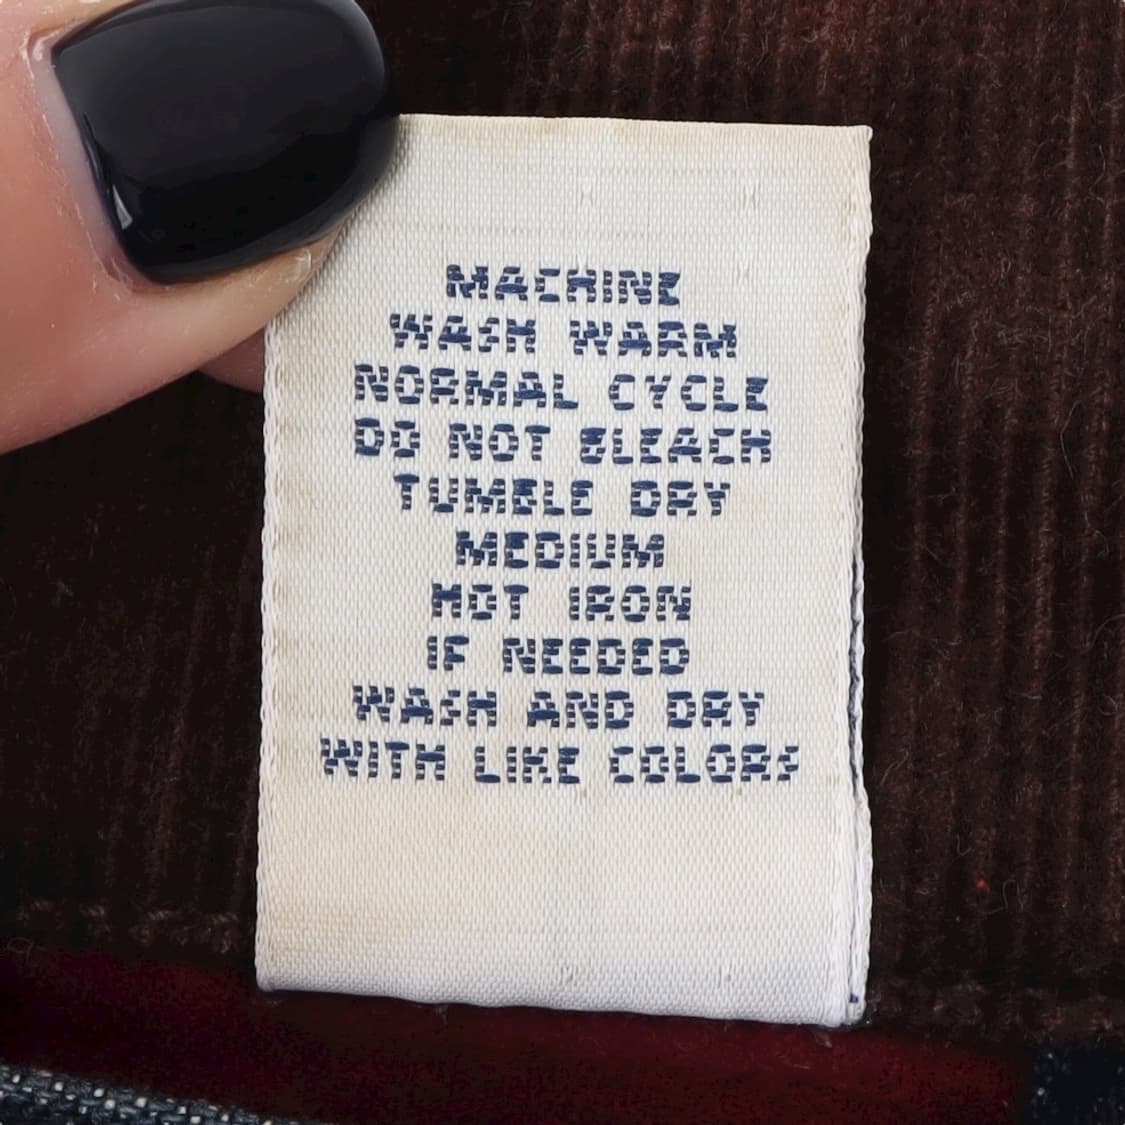 MACHINE
WASH WARM
NORMAL CYCLE
DO NOT BLEACH
TUMBLE DRY
MEDIUM
HOT IRON
IF NEEDED
WASH AND DRY
WITH LIKE COLORS